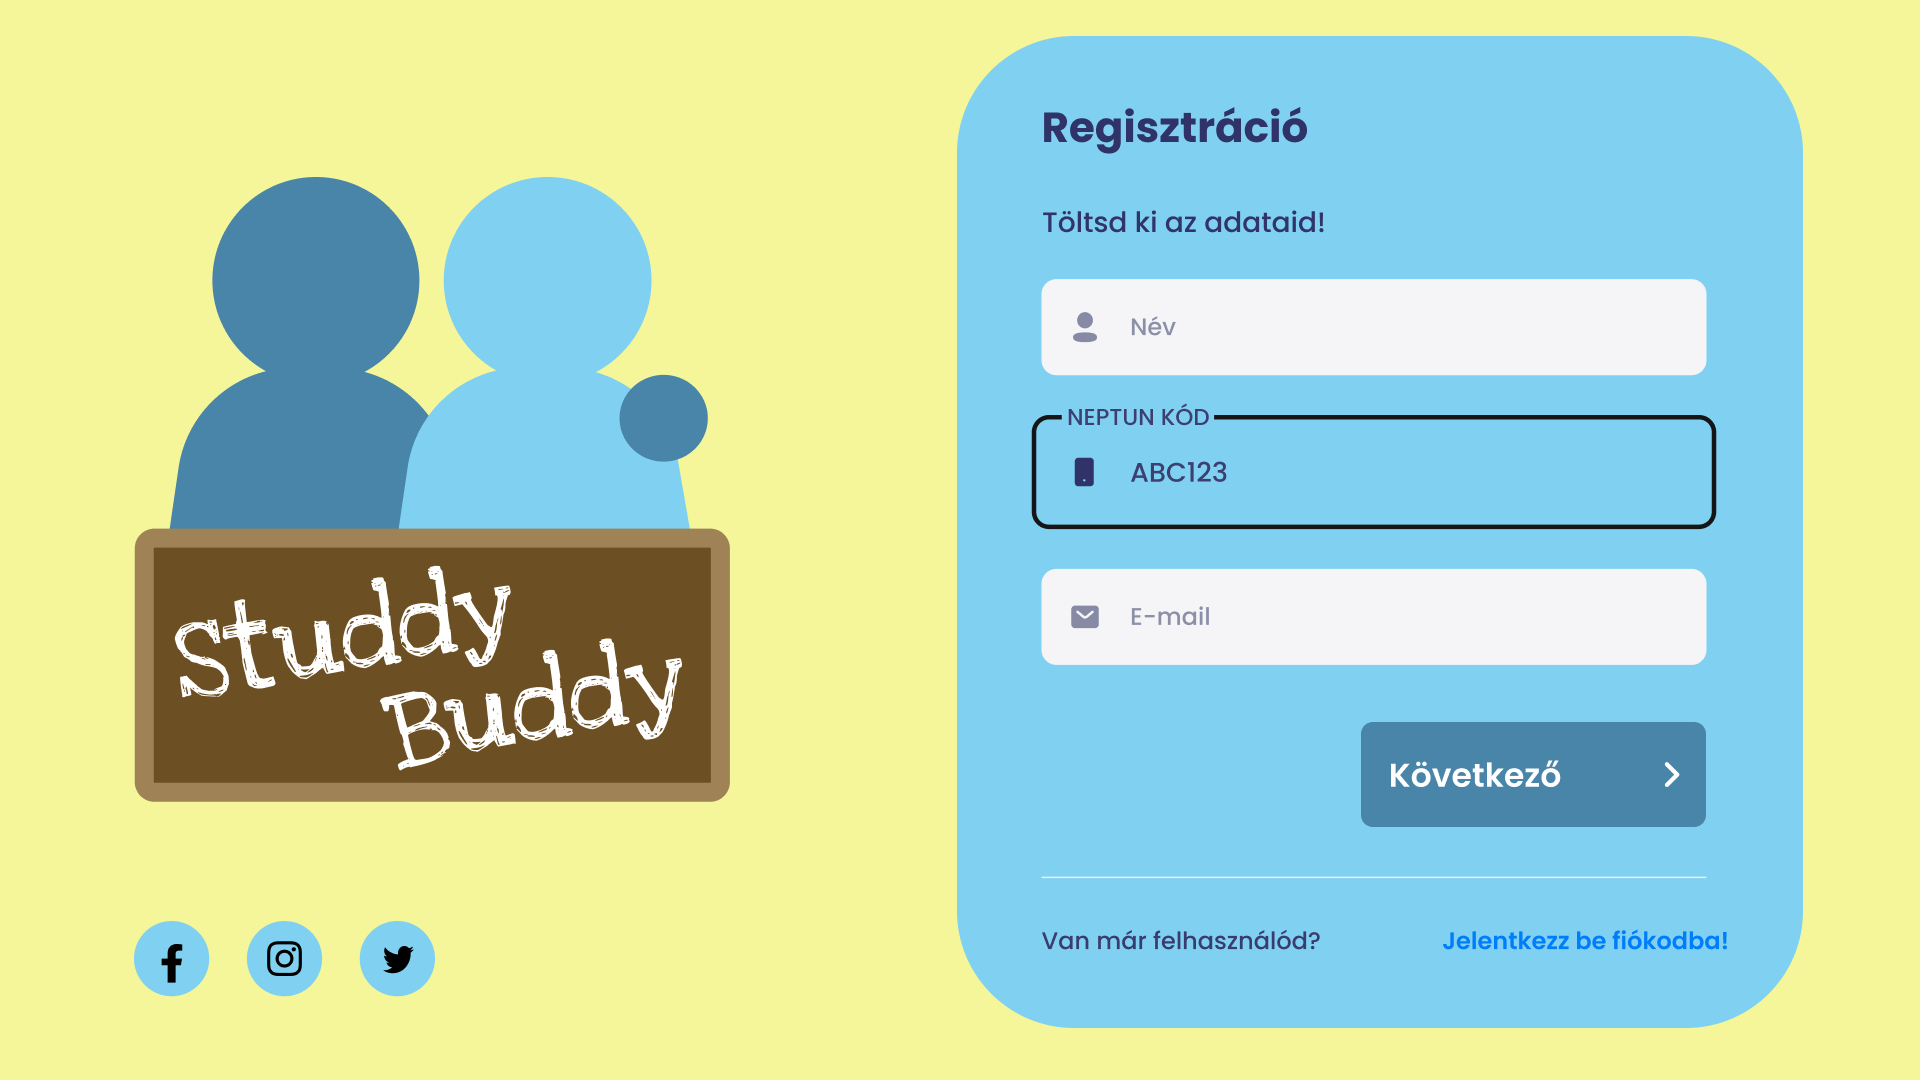 Studdy
Buddy
Regisztráció
Töltsd ki az adataid!
Név
NEPTUN KÓD
ABC123
E-mail
Következő
Van már felhasználód?
Jelentkezz be fiókodba!